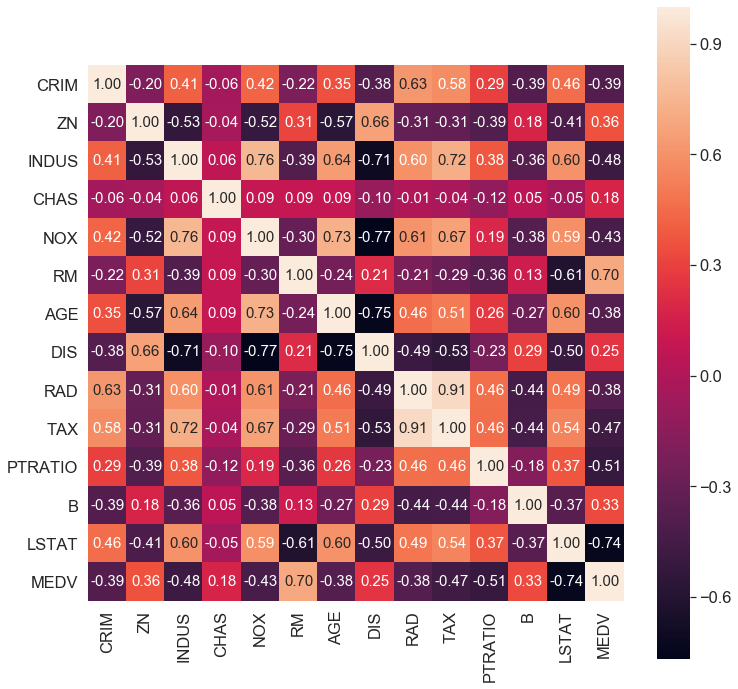 CRIM 1.00 -0.20 0.41 -0.06 0.42 -0.22 0.35 -0.38 0.63 0.58 0.29 -0.39 0.46 -0.39
ZN -0.20 1.00 -0.53 -0.04 -0.52 0.31 -0.57 0.66 -0.31 -0.31 -0.39 0.18 -0.41 0.36
INDUS 0.41 -0.53 1.00 0.06 0.76 -0.39 0.64 -0.71 0.60 0.72 0.38 -0.36 0.60 -0.48
CHAS -0.06 -0.04 0.06 1.00 0.09 0.09 0.09 -0.10 -0.01 -0.04 -0.12 0.05 -0.05 0.18
NOX 0.42 -0.52 0.76 0.09 1.00 -0.30 0.73 -0.77 0.61 0.67 0.19 -0.38 0.59 -0.43
RM -0.22 0.31 -0.39 0.09 -0.30 1.00 -0.24 0.21 -0.21 -0.29 -0.36 0.13 -0.61 0.70
AGE 0.35 -0.57 0.64 0.09 0.73 -0.24 1.00 -0.75 0.46 0.51 0.26 -0.27 0.60 -0.38
DIS -0.38 0.66 -0.71 -0.10 -0.77 0.21 -0.75 1.00 -0.49 -0.53 -0.23 0.29 -0.50 0.25
RAD 0.63 -0.31 0.60 -0.01 0.61 -0.21 0.46 -0.49 1.00 0.91 0.46 -0.44 0.49 -0.38
TAX 0.58 -0.31 0.72 -0.04 0.67 -0.29 0.51 -0.53 0.91 1.00 0.46 -0.44 0.54 -0.47
PTRATIO 0.29 -0.39 0.38 -0.12 0.19 -0.36 0.26 -0.23 0.46 0.46 1.00 -0.18 0.37 -0.51
B -0.39 0.18 -0.36 0.05 -0.38 0.13 -0.27 0.29 -0.44 -0.44 -0.18 1.00 -0.37 0.33
LSTAT 0.46 -0.41 0.60 -0.05 0.59 -0.61 0.60 -0.50 0.49 0.54 0.37 -0.37 1.00 -0.74
MEDV -0.39 0.36 -0.48 0.18 -0.43 0.70 -0.38 0.25 -0.38 -0.47 -0.51 0.33 -0.74 1.00
CRIM ZN INDUS CHAS NOX RM AGE DIS RAD TAX PTRATIO B LSTAT MEDV
0.9
0.6
0.3
0.0
−0.3
−0.6